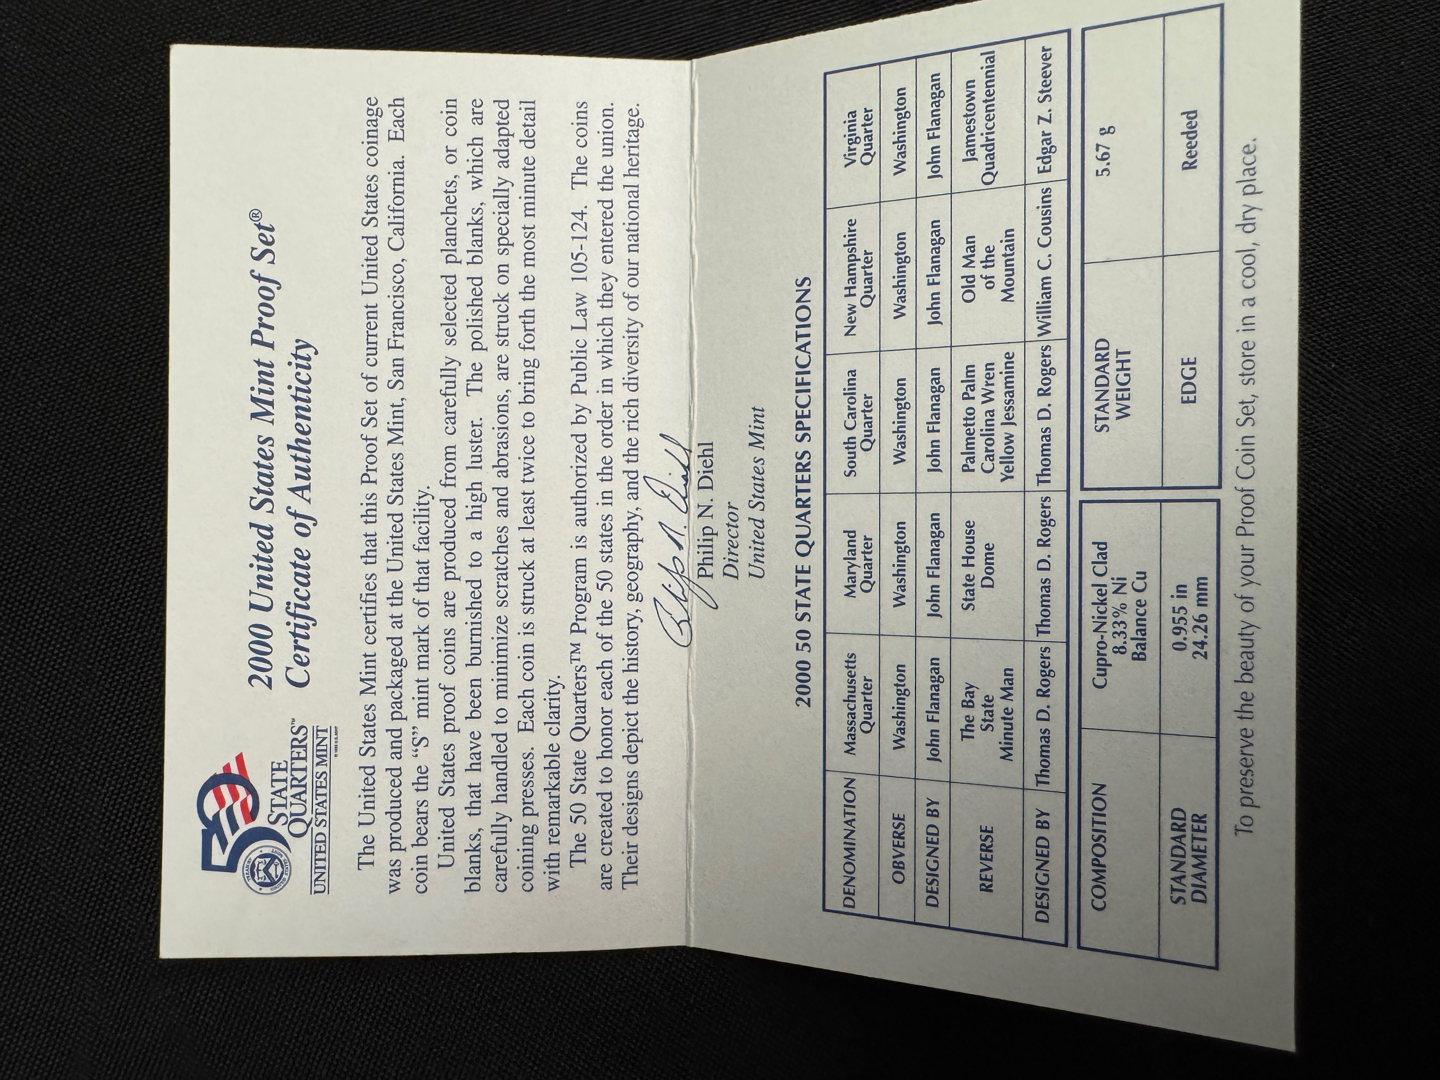 50
STATE
QUARTERS™
UNITED STATES MINT
2000 United States Mint Proof Set®
Certificate of Authenticity
The United States Mint certifies that this Proof Set of current United States coinage
was produced and packaged at the United States Mint, San Francisco, California. Each
coin bears the “S” mint mark of that facility.
United States proof coins are produced from carefully selected planchets, or coin
blanks, that have been burnished to a high luster. The polished blanks, which are
carefully handled to minimize scratches and abrasions, are struck on specially adapted
coining presses. Each coin is struck at least twice to bring forth the most minute detail
with remarkable clarity.
The 50 State Quarters™ Program is authorized by Public Law 105-124. The coins
are created to honor each of the 50 states in the order in which they entered the union.
Their designs depict the history, geography, and the rich diversity of our national heritage.
Philip N. Diehl
Philip N. Diehl
Director
United States Mint
2000 50 STATE QUARTERS SPECIFICATIONS
DENOMINATION Massachusetts Quarter Maryland Quarter South Carolina Quarter New Hampshire Quarter Virginia Quarter
OBVERSE Washington Washington Washington Washington Washington
DESIGNED BY John Flanagan John Flanagan John Flanagan John Flanagan John Flanagan
REVERSE The Bay State Minute Man State House Dome Palmetto Palm Carolina Wren Yellow Jessamine Old Man of the Mountain Jamestown Quadricentennial
DESIGNED BY Thomas D. Rogers Thomas D. Rogers Thomas D. Rogers William C. Cousins Edgar Z. Steever
COMPOSITION Cupro-Nickel Clad 8.33% Ni Balance Cu STANDARD WEIGHT 5.67 g
STANDARD DIAMETER 0.955 in 24.26 mm EDGE Reeded
To preserve the beauty of your Proof Coin Set, store in a cool, dry place.